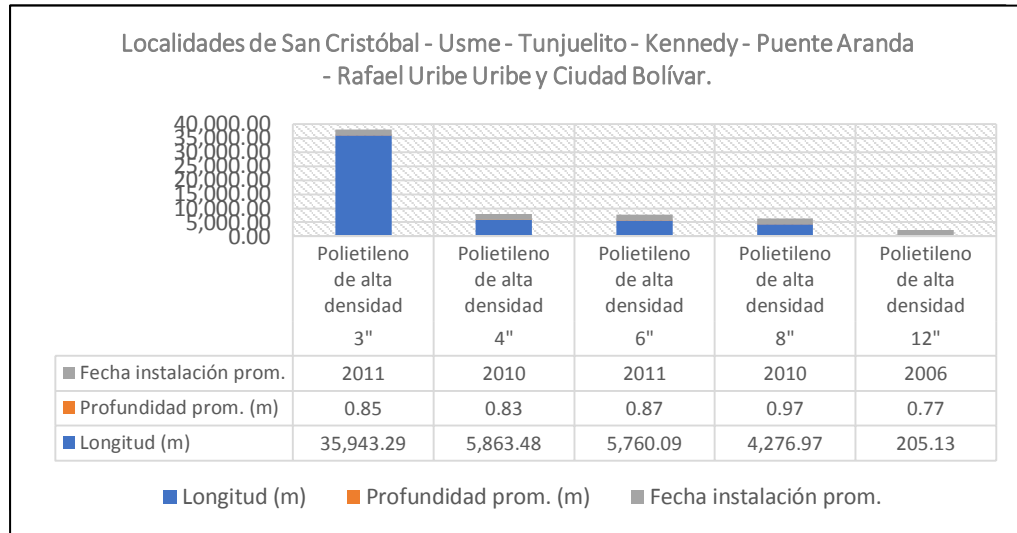 Localidades de San Cristóbal - Usme - Tunjuelito - Kennedy - Puente Aranda
- Rafael Uribe Uribe y Ciudad Bolívar.
40,000.00
35,000.00
30,000.00
25,000.00
20,000.00
15,000.00
10,000.00
5,000.00
0.00
Polietileno de alta densidad Polietileno de alta densidad Polietileno de alta densidad Polietileno de alta densidad Polietileno de alta densidad
3" 4" 6" 8" 12"
Fecha instalación prom. 2011 2010 2011 2010 2006
Profundidad prom. (m) 0.85 0.83 0.87 0.97 0.77
Longitud (m) 35,943.29 5,863.48 5,760.09 4,276.97 205.13
Longitud (m) Profundidad prom. (m) Fecha instalación prom.